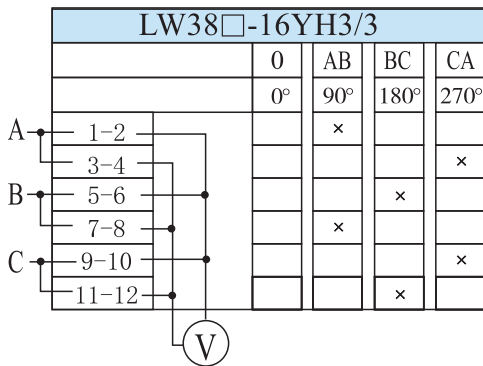 LW38□-16YH3/3
0 AB BC CA
0° 90° 180° 270°
A 1-2 ×
3-4 ×
B 5-6 ×
7-8 ×
C 9-10 ×
11-12 ×
V